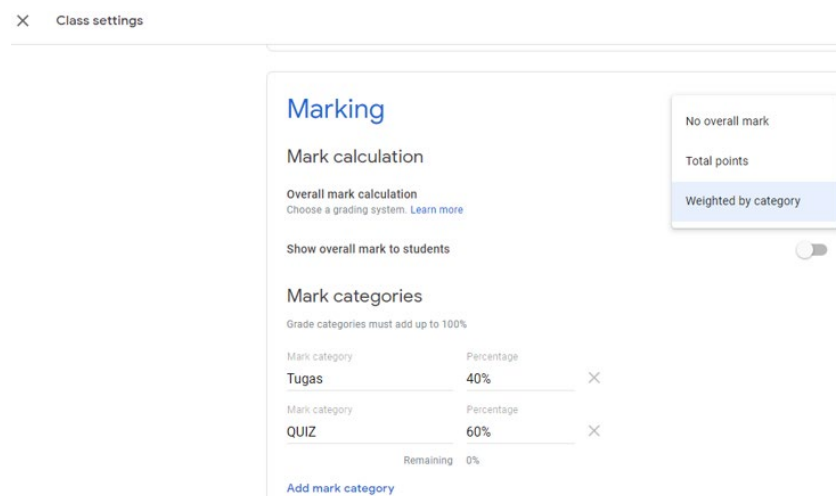 Class settings
Marking
No overall mark
Mark calculation
Total points
Overall mark calculation
Weighted by category
Choose a grading system. Learn more
Show overall mark to students
Mark categories
Grade categories must add up to 100%
Mark category Percentage
Tugas 40%
Mark category Percentage
QUIZ 60%
Remaining 0%
Add mark category